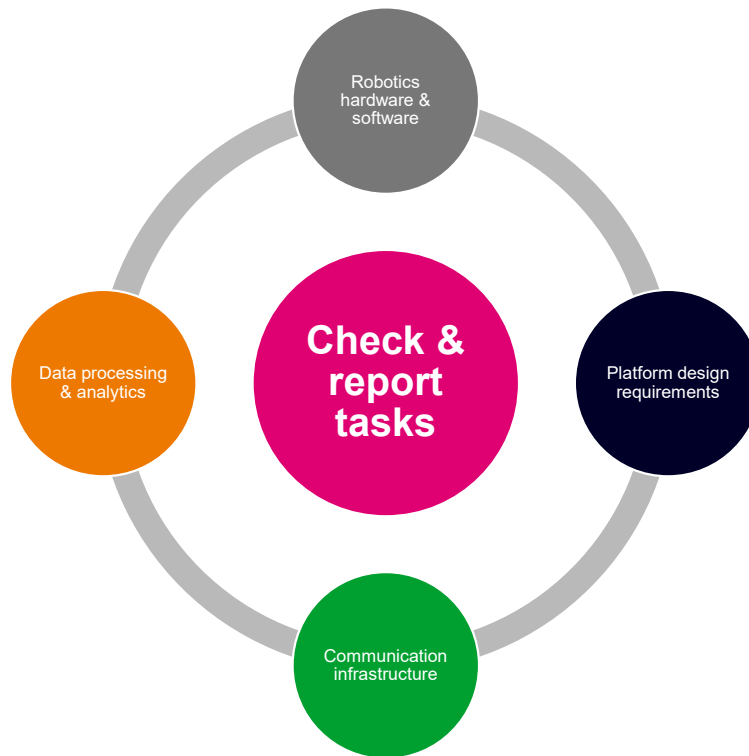 Robotics
hardware &
software
Check &
report
tasks
Data processing
& analytics
Platform design
requirements
Communication
infrastructure